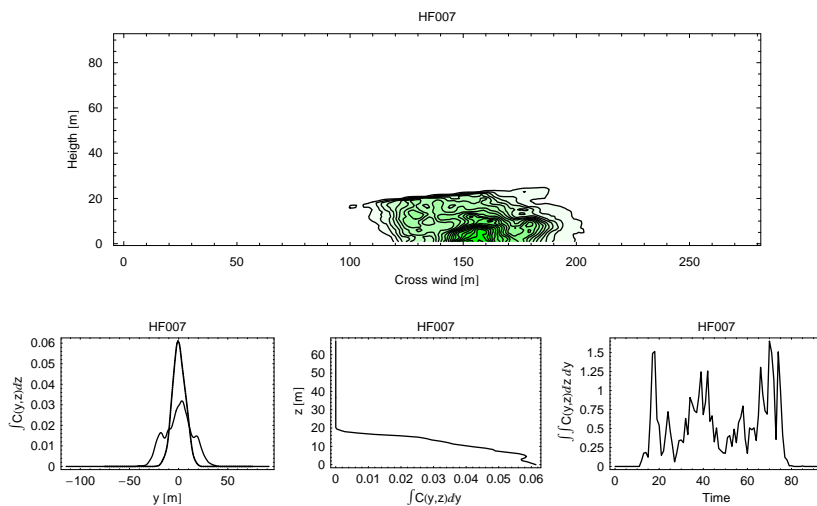 HF007
80
60
40
20
0
Heigth [m]
0 50 100 150 200 250
Cross wind [m]
HF007 HF007 HF007
0.06
0.05
0.04
0.03
0.02
0.01
0
∫C(y,z)dz
−100 −50 0 50
y [m]
60
50
40
30
20
10
0
z [m]
0 0.01 0.02 0.03 0.04 0.05 0.06
∫C(y,z)dy
1.5
1.25
1
0.75
0.5
0.25
0
∫∫C(y,z)dz dy
0 20 40 60 80
Time